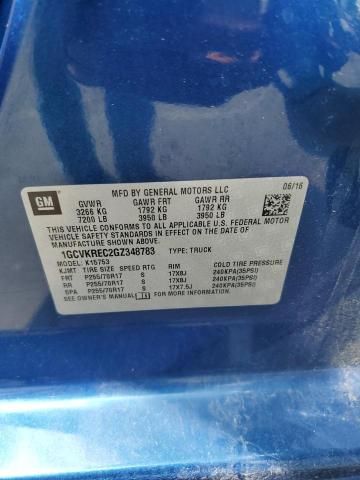 GM
MFD BY GENERAL MOTORS LLC 06/16
GVWR GAWR FRT GAWR RR
3266 KG 1792 KG 1792 KG
7200 LB 3950 LB 3950 LB
THIS VEHICLE CONFORMS TO ALL APPLICABLE U.S. FEDERAL MOTOR
VEHICLE SAFETY STANDARDS IN EFFECT ON THE DATE OF
MANUFACTURE SHOWN ABOVE.
1GCVKREC2GZ348783 TYPE: TRUCK
MODEL: K15753
KJMT TIRE SIZE SPEED RTG RIM COLD TIRE PRESSURE
FRT P255/70R17 S 17X8J 240KPA(35PSI)
RR P255/70R17 S 17X8J 240KPA(35PSI)
SPA P255/70R17 S 17X7.5J 240KPA(35PSI)
SEE OWNER'S MANUAL FOR ADDITIONAL INFORMATION.